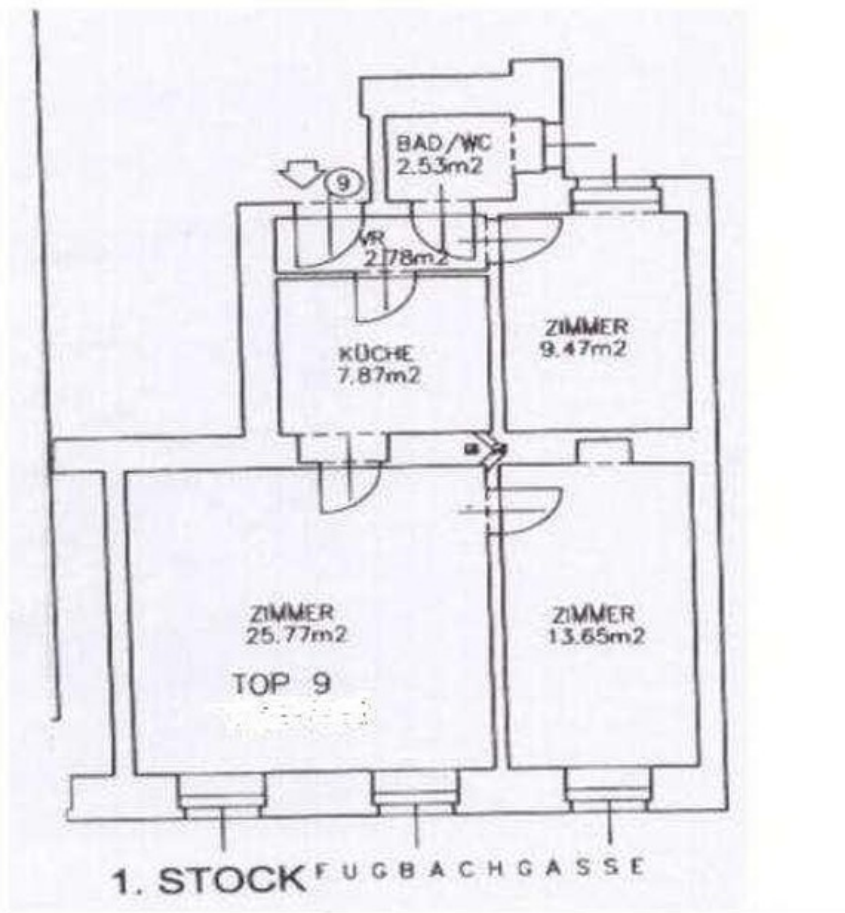 BAD/WC
2.53m2
9
VR
2.78m2
ZIMMER
9.47m2
KÜCHE
7.87m2
ZIMMER
25.77m2
TOP 9
ZIMMER
13.65m2
1. STOCK FUGBACHGASSE